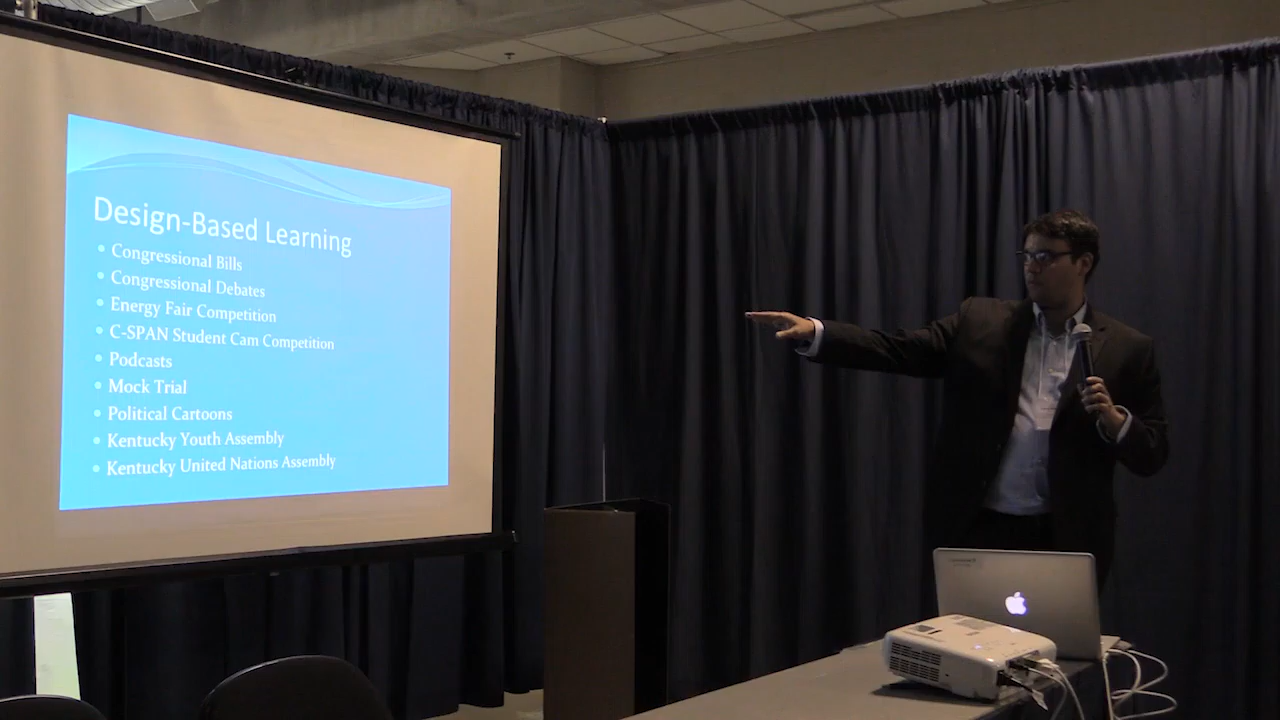 Design-Based Learning
Congressional Bills
Congressional Debates
Energy Fair Competition
C-SPAN Student Cam Competition
Podcasts
Mock Trial
Political Cartoons
Kentucky Youth Assembly
Kentucky United Nations Assembly